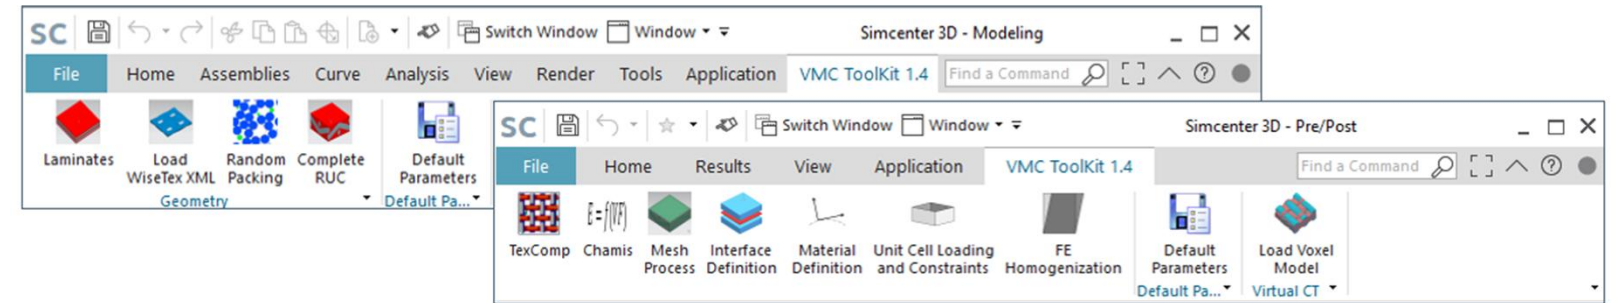 SC Switch Window Window Simcenter 3D - Modeling
File Home Assemblies Curve Analysis View Render Tools Application VMC ToolKit 1.4 Find a Command
Laminates Load WiseTex XML Random Packing Complete RUC Default Parameters
Geometry Default Pa...
SC Switch Window Window Simcenter 3D - Pre/Post
File Home Results View Application VMC ToolKit 1.4 Find a Command
E=f(VF)
TexComp Chamis Mesh Process Interface Definition Material Definition Unit Cell Loading and Constraints FE Homogenization Default Parameters Load Voxel Model
Default Pa... Virtual CT